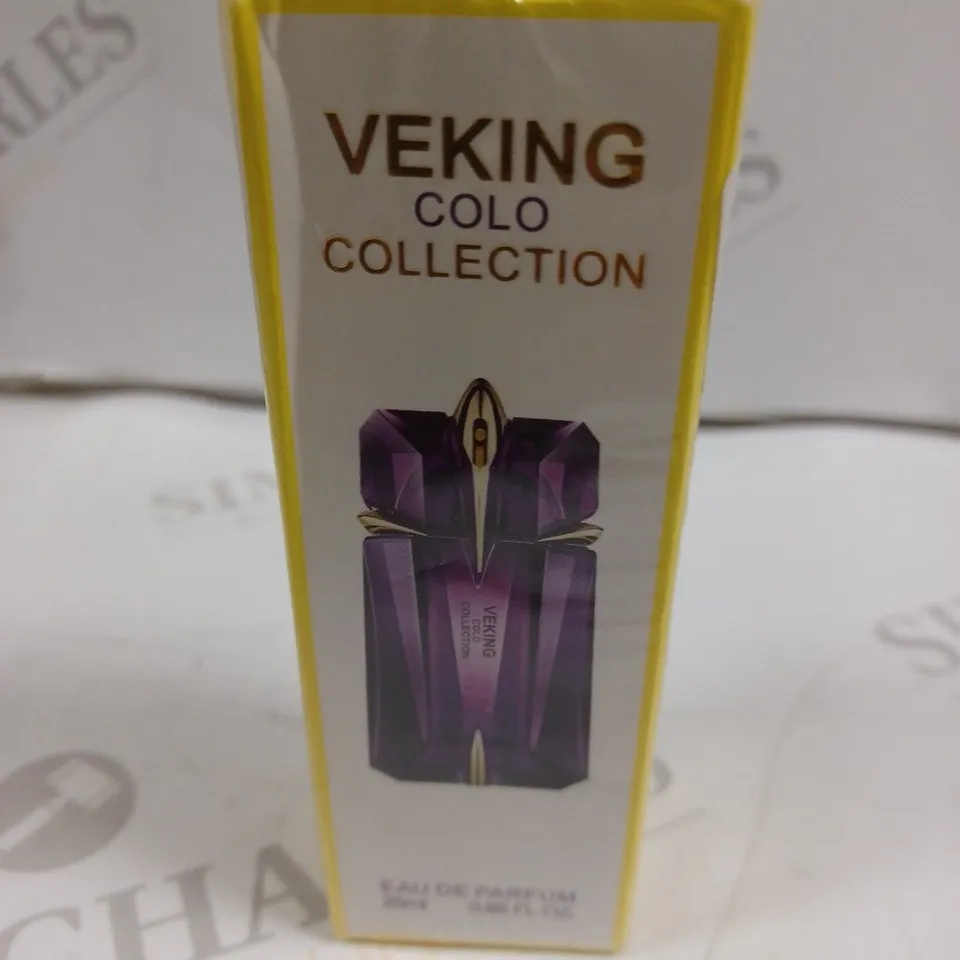 VEKING
COLO
COLLECTION
VEKING
COLO
COLLECTION
EAU DE PARFUM